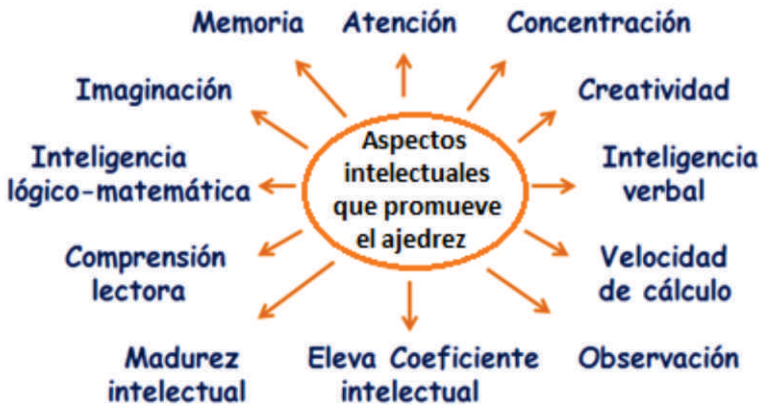 Memoria
Atención
Concentración
Imaginación
Creatividad
Aspectos
intelectuales
que promueve
el ajedrez
Inteligencia
lógico-matemática
Inteligencia
verbal
Comprensión
lectora
Velocidad
de cálculo
Madurez
intelectual
Eleva Coeficiente
intelectual
Observación